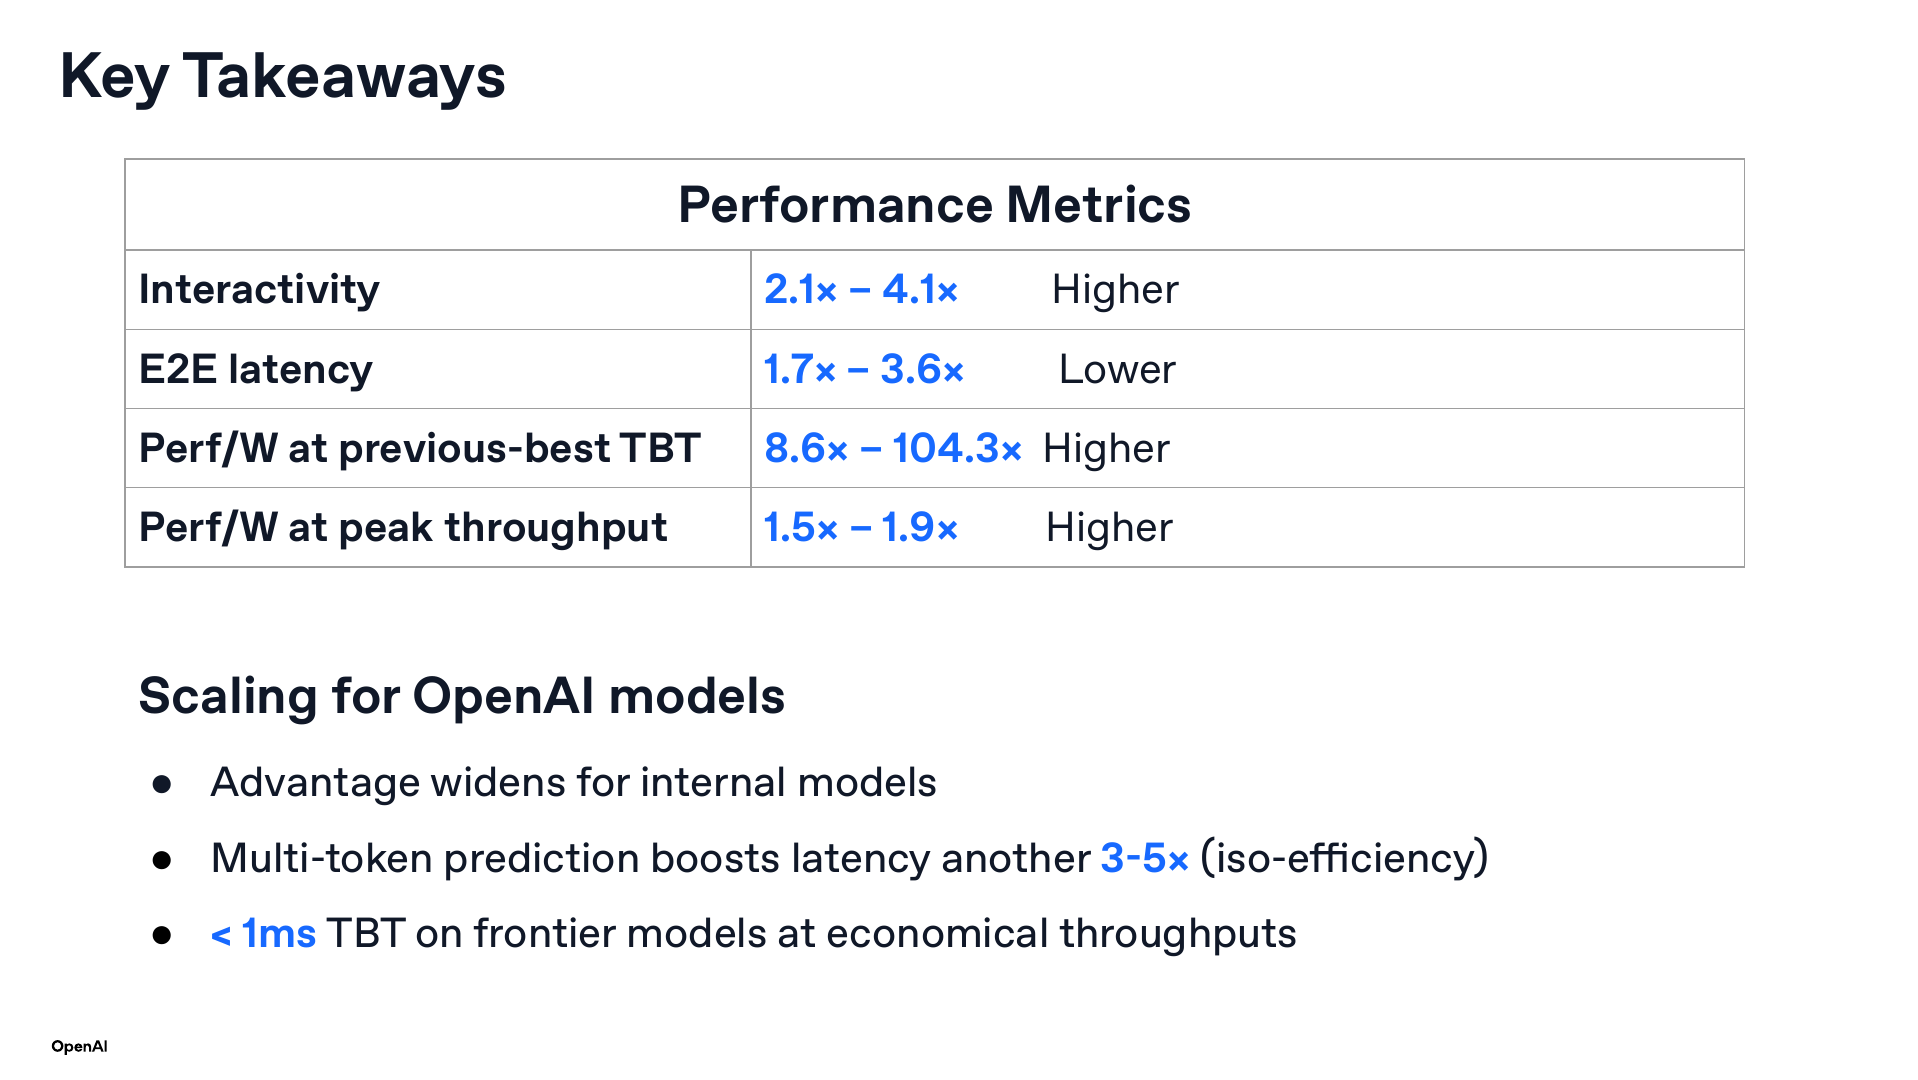 Key Takeaways
Performance Metrics
Interactivity 2.1× – 4.1× Higher
E2E latency 1.7× – 3.6× Lower
Perf/W at previous-best TBT 8.6× – 104.3× Higher
Perf/W at peak throughput 1.5× – 1.9× Higher
Scaling for OpenAI models
● Advantage widens for internal models
● Multi-token prediction boosts latency another 3-5× (iso-efficiency)
● < 1ms TBT on frontier models at economical throughputs
OpenAI